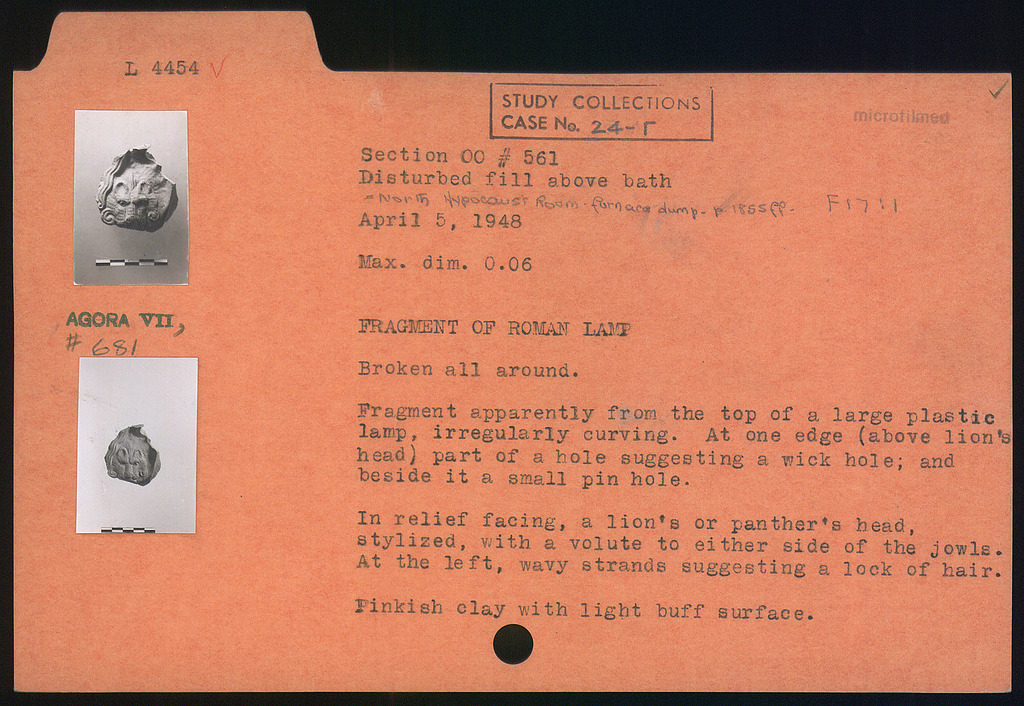 L 4454 √
STUDY COLLECTIONS
CASE No. 24-Γ
microfilmed
Section OO # 561
Disturbed fill above bath
= North Hypocaust Room - furnace dump - p. 1855 ff. F 17:1
April 5, 1948
Max. dim. 0.06
AGORA VII,
# 681
FRAGMENT OF ROMAN LAMP
Broken all around.
Fragment apparently from the top of a large plastic
lamp, irregularly curving. At one edge (above lion's
head) part of a hole suggesting a wick hole; and
beside it a small pin hole.
In relief facing, a lion's or panther's head,
stylized, with a volute to either side of the jowls.
At the left, wavy strands suggesting a lock of hair.
Pinkish clay with light buff surface.